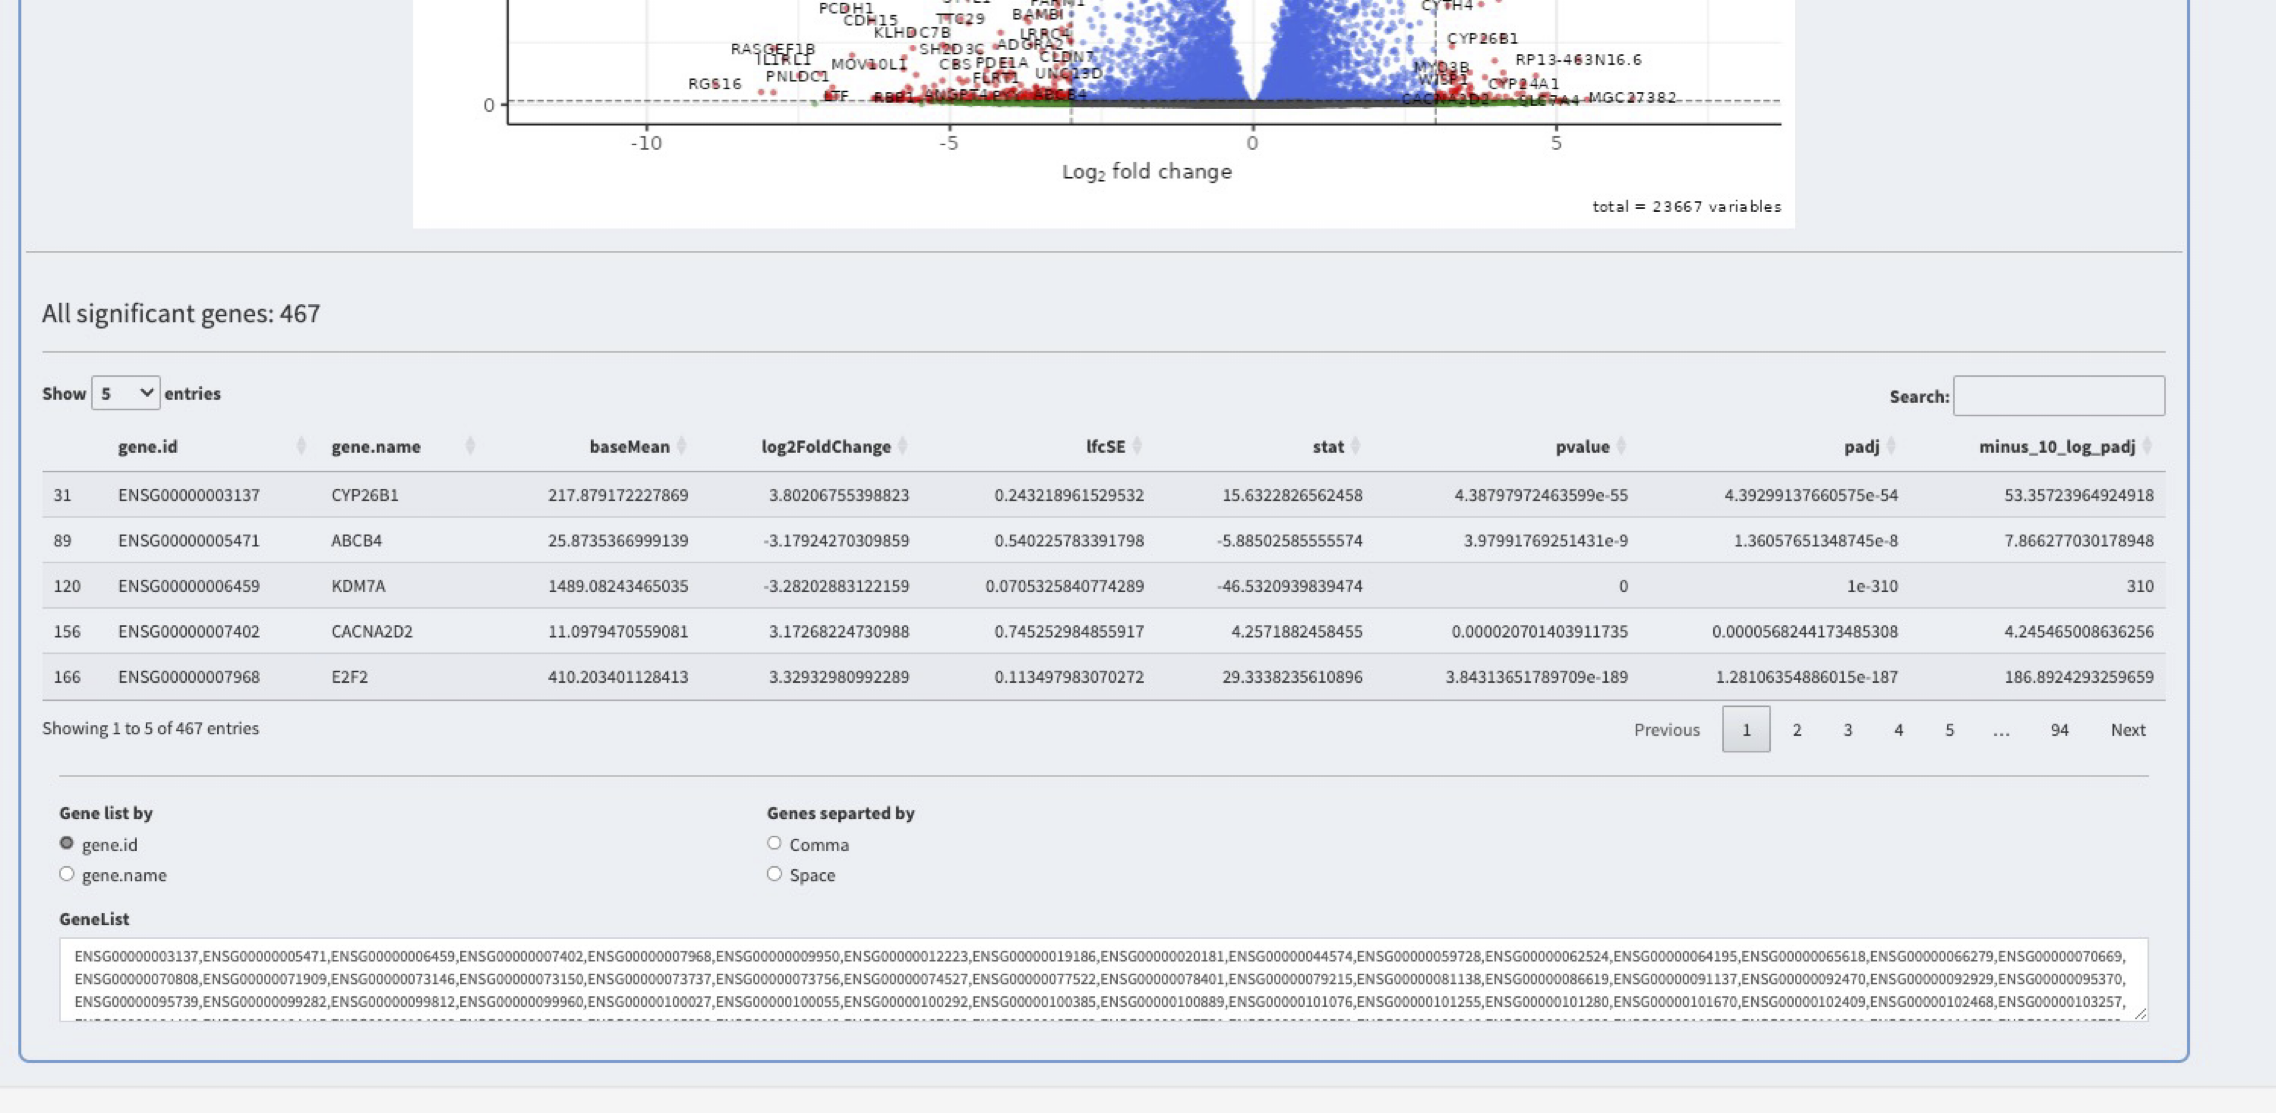 PCDH1
CDH15
TTC29
BAMBI
CYTH4
KLHDC7B
LRRC4
CYP26B1
RASGEF1B
SH2D3C
ADGRA2
IL1RL1
MOV10L1
CBS
PDE1A
CLDN7
MYO3B
RP13-463N16.6
PNLDC1
FLRT1
UNC13D
WISP1
CYP24A1
RGS16
LTF
ABCB4
CACNA2D2
SLC7A4
MGC27382
0
-10
-5
0
5
Log2 fold change
total = 23667 variables
All significant genes: 467
Show 5 entries
Search:
gene.id gene.name baseMean log2FoldChange lfcSE stat pvalue padj minus_10_log_padj
31 ENSG00000003137 CYP26B1 217.879172227869 3.80206755398823 0.243218961529532 15.6322826562458 4.38797972463599e-55 4.39299137660575e-54 53.35723964924918
89 ENSG00000005471 ABCB4 25.8735366999139 -3.17924270309859 0.540225783391798 -5.88502585555574 3.97991769251431e-9 1.36057651348745e-8 7.866277030178948
120 ENSG00000006459 KDM7A 1489.08243465035 -3.28202883122159 0.0705325840774289 -46.5320939839474 0 1e-310 310
156 ENSG00000007402 CACNA2D2 11.0979470559081 3.17268224730988 0.745252984855917 4.2571882458455 0.0000207014039117​35 0.0000568244173485308 4.245465008636256
166 ENSG00000007968 E2F2 410.203401128413 3.32932980992289 0.113497983070272 29.3338235610896 3.84313651789709e-189 1.28106354886015e-187 186.8924293259659
Showing 1 to 5 of 467 entries
Previous 1 2 3 4 5 ... 94 Next
Gene list by
gene.id
gene.name
Genes separted by
Comma
Space
GeneList
ENSG00000003137,ENSG00000005471,ENSG00000006459,ENSG00000007402,ENSG00000007968,ENSG00000009950,ENSG00000012223,ENSG00000019186,ENSG00000020181,ENSG00000044574,ENSG00000059728,ENSG00000062524,ENSG00000064195,ENSG00000065618,ENSG00000066279,ENSG00000070669,
ENSG00000070808,ENSG00000071909,ENSG00000073146,ENSG00000073150,ENSG00000073737,ENSG00000073756,ENSG00000074527,ENSG00000077522,ENSG00000078401,ENSG00000079215,ENSG00000081138,ENSG00000086619,ENSG00000091137,ENSG00000092470,ENSG00000092929,ENSG00000095370,
ENSG00000095739,ENSG00000099282,ENSG00000099812,ENSG00000099960,ENSG00000100027,ENSG00000100055,ENSG00000100292,ENSG00000100385,ENSG00000100889,ENSG00000101076,ENSG00000101255,ENSG00000101280,ENSG00000101670,ENSG00000102409,ENSG00000102468,ENSG00000103257,